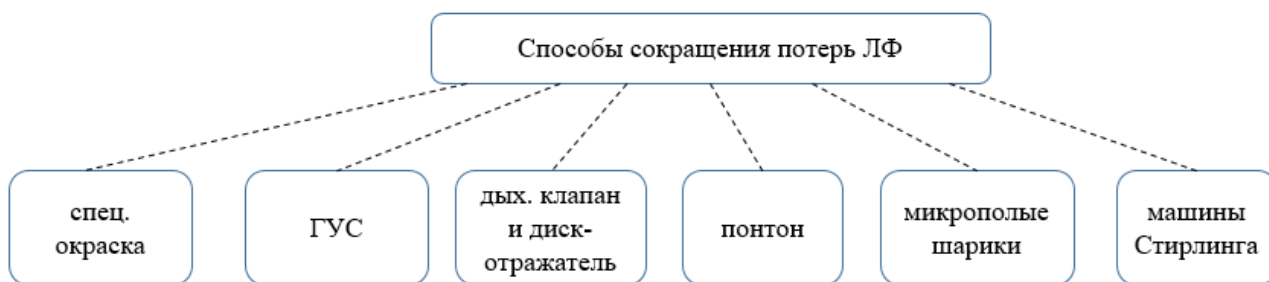 Способы сокращения потерь ЛФ
спец.
окраска
ГУС
дых. клапан
и диск-
отражатель
понтон
микрополые
шарики
машины
Стирлинга